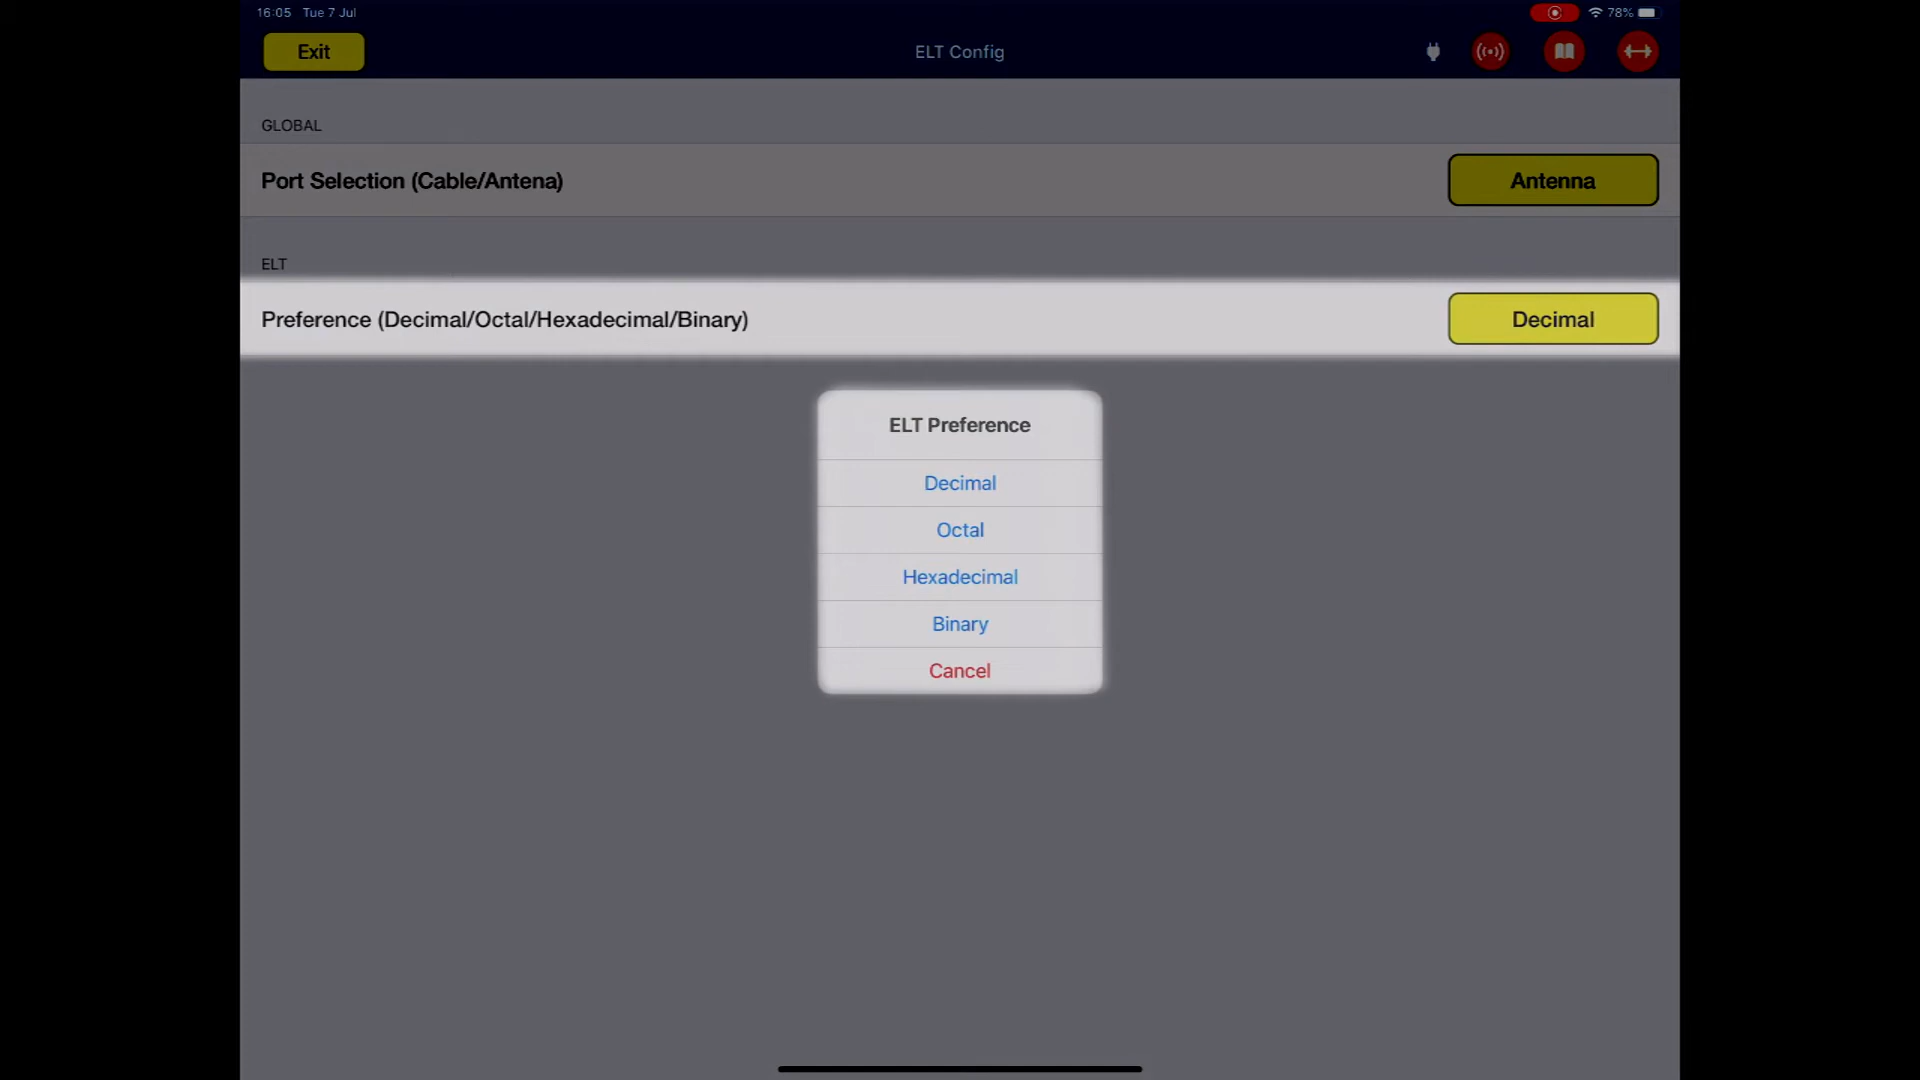 16:05 Tue 7 Jul
78%
Exit
ELT Config
GLOBAL
Port Selection (Cable/Antena)
Antenna
ELT
Preference (Decimal/Octal/Hexadecimal/Binary)
Decimal
ELT Preference
Decimal
Octal
Hexadecimal
Binary
Cancel